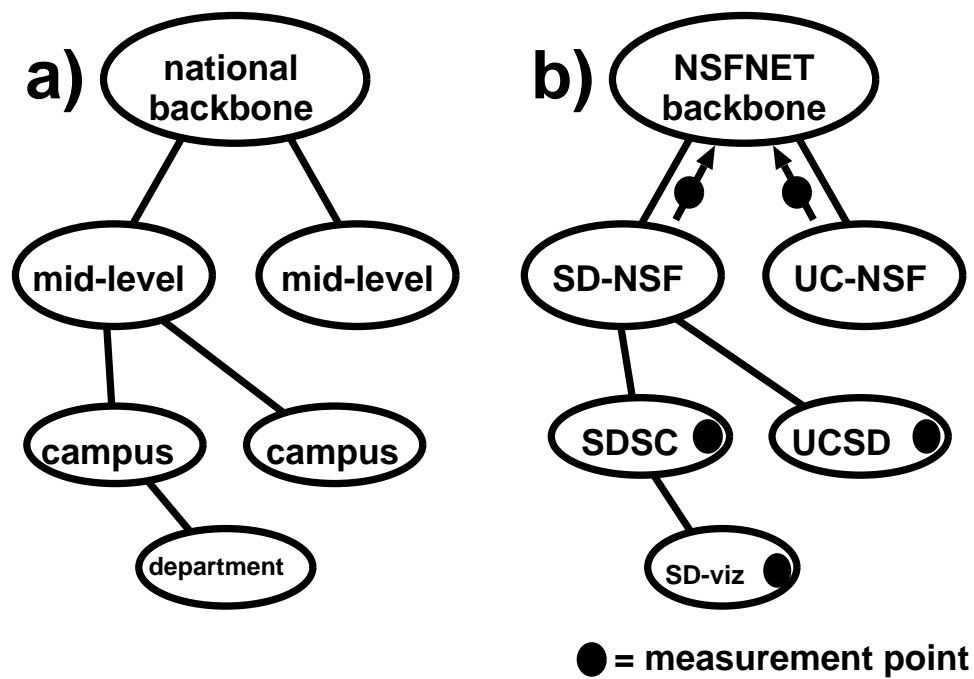 a)
national
backbone
mid-level
mid-level
campus
campus
department
b)
NSFNET
backbone
SD-NSF
UC-NSF
SDSC
UCSD
SD-viz
= measurement point